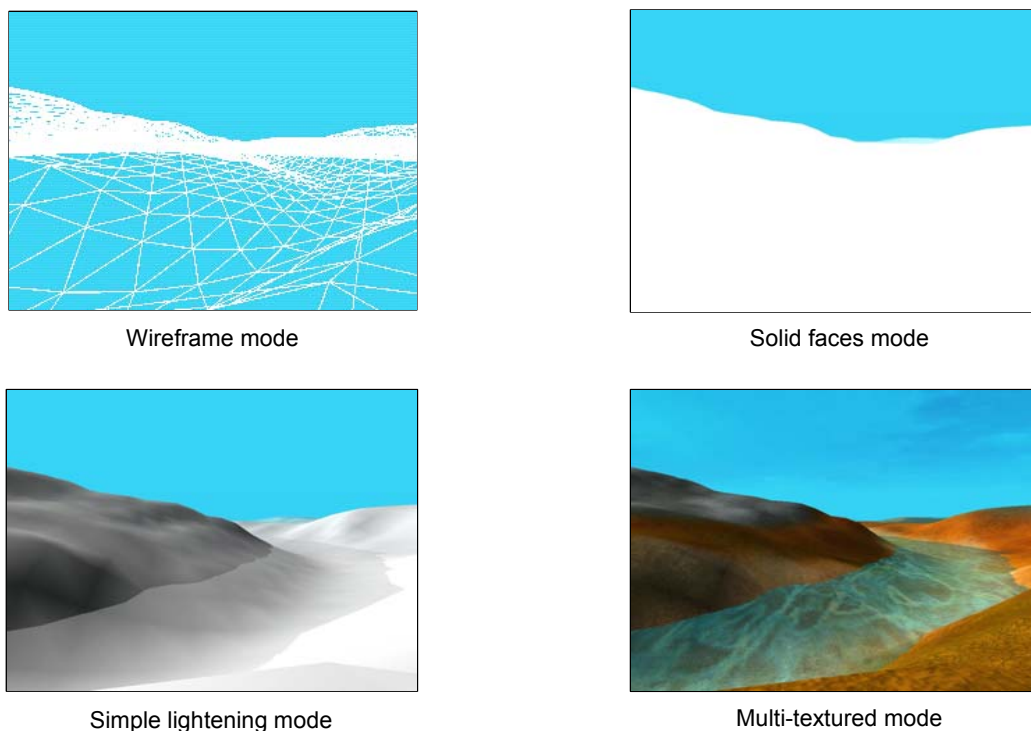 Wireframe mode
Solid faces mode
Simple lightening mode
Multi-textured mode